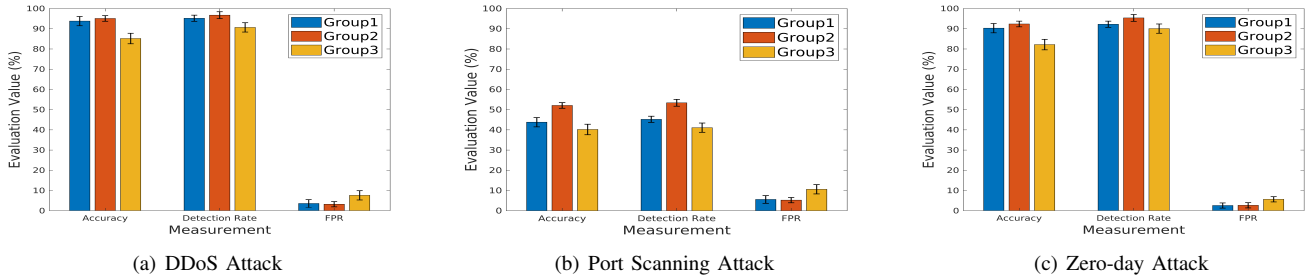 100
90
80
70
60
50
40
30
20
10
0
Evaluation Value (%)
Accuracy
Detection Rate
FPR
Measurement
Group1
Group2
Group3
(a) DDoS Attack
100
90
80
70
60
50
40
30
20
10
0
Evaluation Value (%)
Accuracy
Detection Rate
FPR
Measurement
Group1
Group2
Group3
(b) Port Scanning Attack
100
90
80
70
60
50
40
30
20
10
0
Evaluation Value (%)
Accuracy
Detection Rate
FPR
Measurement
Group1
Group2
Group3
(c) Zero-day Attack